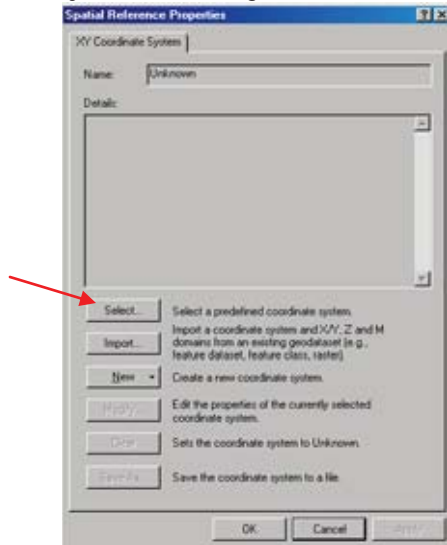 Spatial Reference Properties
XY Coordinate System
Name: Unknown
Details:
Select... Select a predefined coordinate system.
Import a coordinate system and X/Y, Z and M
Import... domains from an existing geodataset (e.g.,
feature dataset, feature class, raster).
New Create a new coordinate system.
Modify... Edit the properties of the currently selected
coordinate system.
Clear Sets the coordinate system to Unknown.
Save As... Save the coordinate system to a file.
OK Cancel Apply